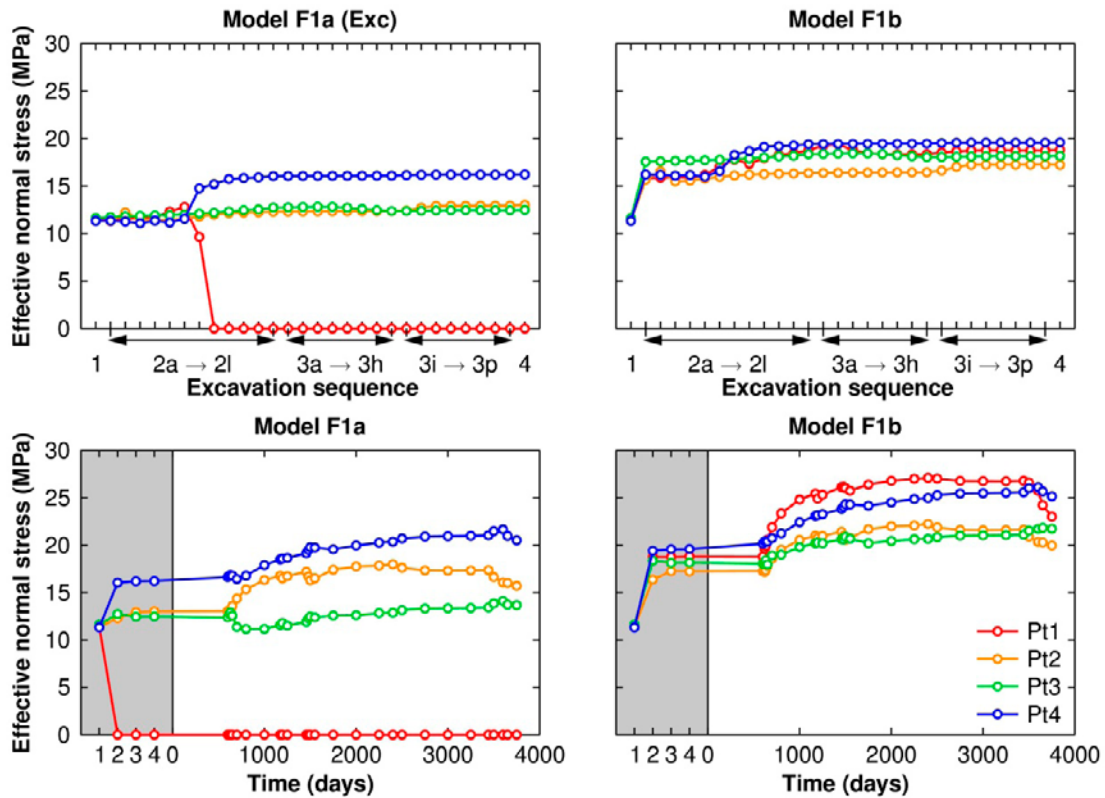 Model F1a (Exc)
Effective normal stress (MPa)
30
25
20
15
10
5
0
1 2a → 2l 3a → 3h 3i → 3p 4
Excavation sequence
Model F1b
1 2a → 2l 3a → 3h 3i → 3p 4
Excavation sequence
Model F1a
Effective normal stress (MPa)
30
25
20
15
10
5
0
1 2 3 4 0 1000 2000 3000 4000
Time (days)
Model F1b
Pt1
Pt2
Pt3
Pt4
1 2 3 4 0 1000 2000 3000 4000
Time (days)